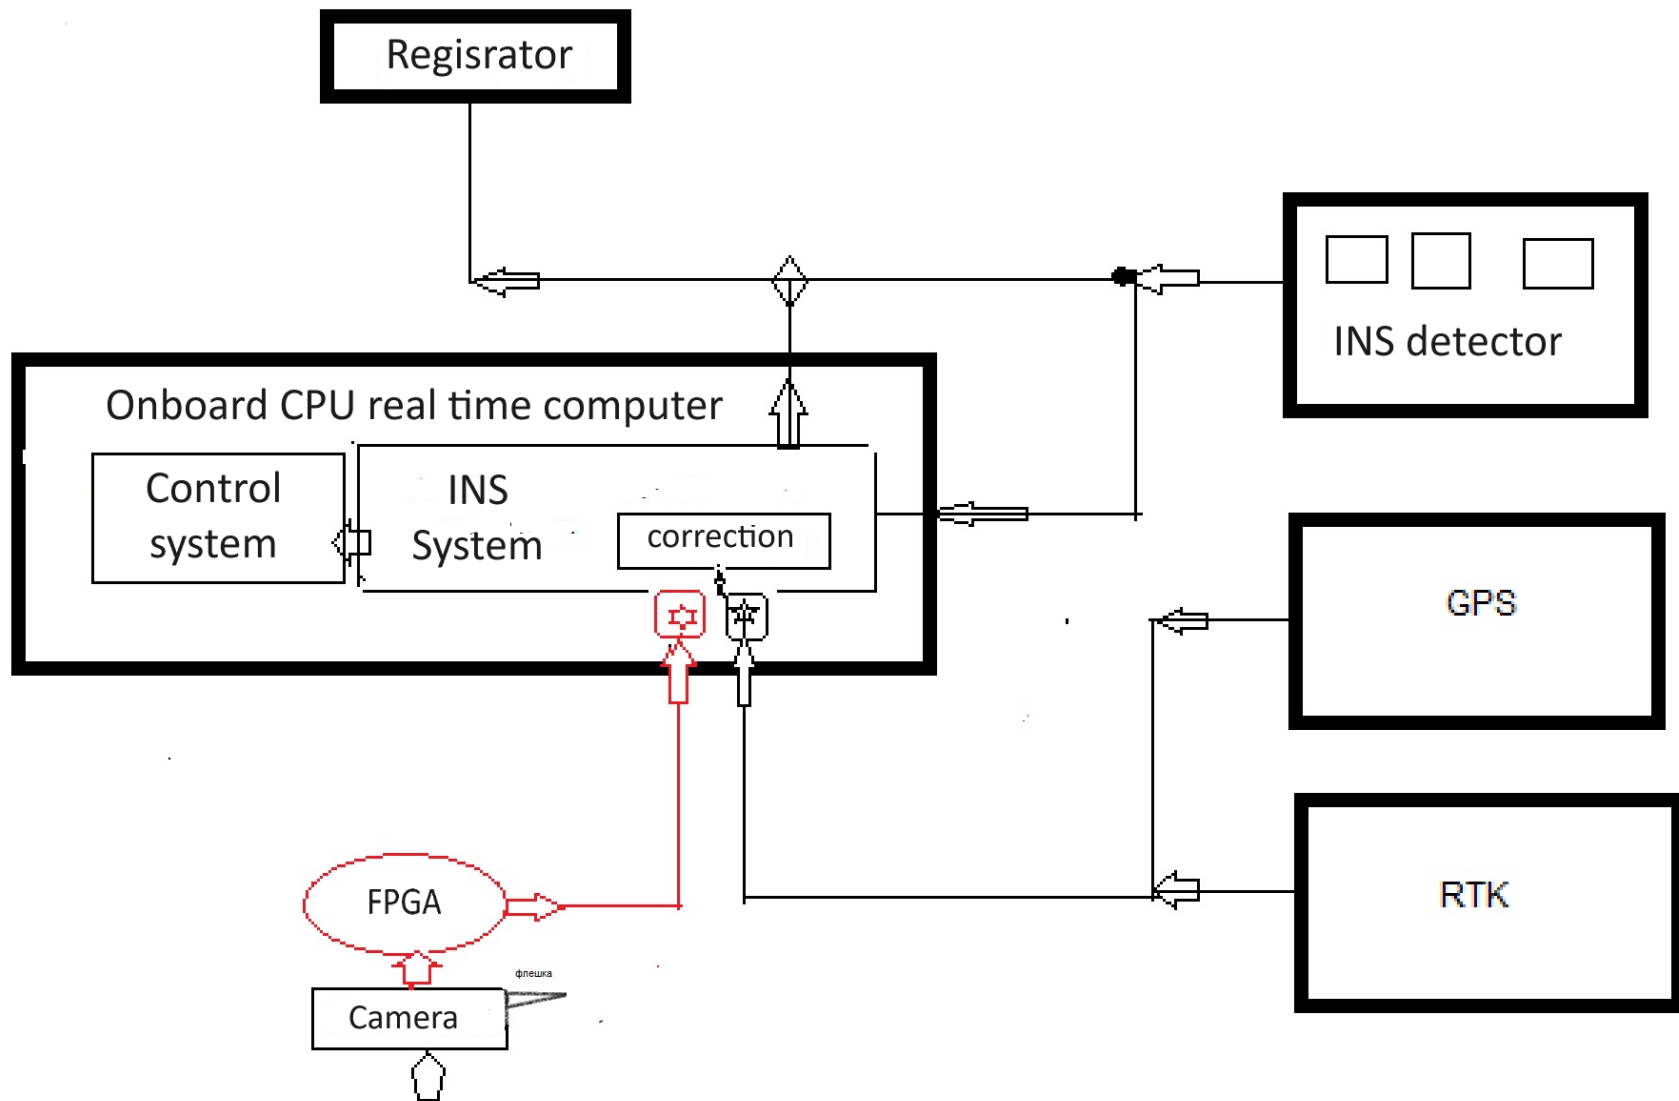 Regisrator
INS detector
Onboard CPU real time computer
Control
system
INS
System
correction
GPS
RTK
FPGA
флешка
Camera